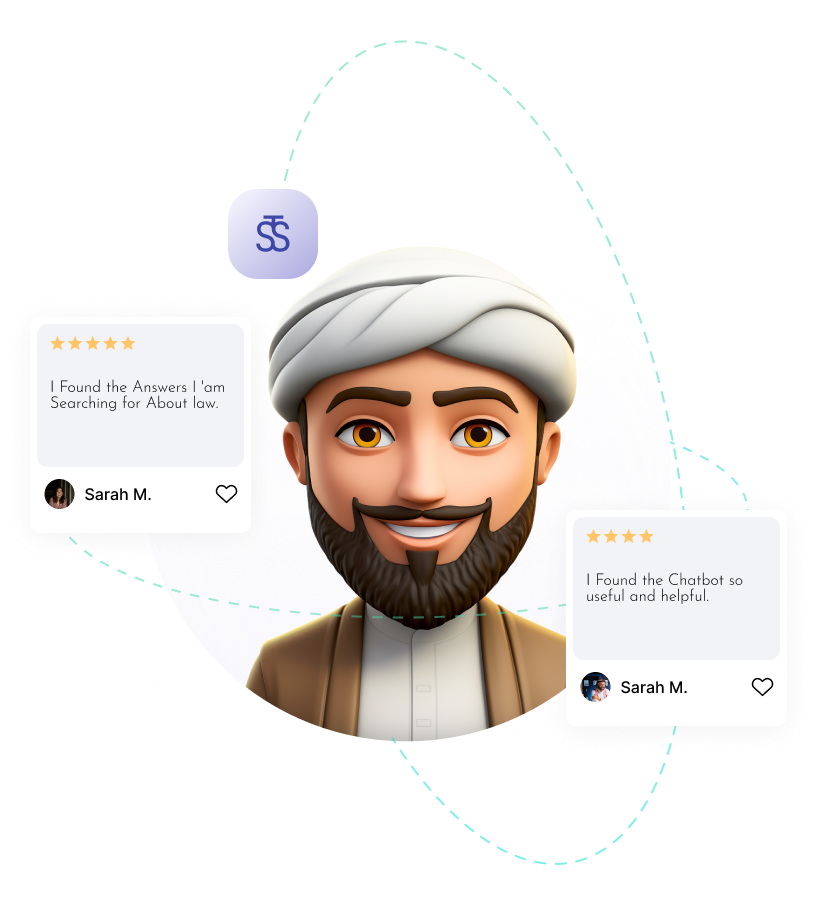 I Found the Answers I 'am
Searching for About law.
Sarah M.
I Found the Chatbot so
useful and helpful.
Sarah M.